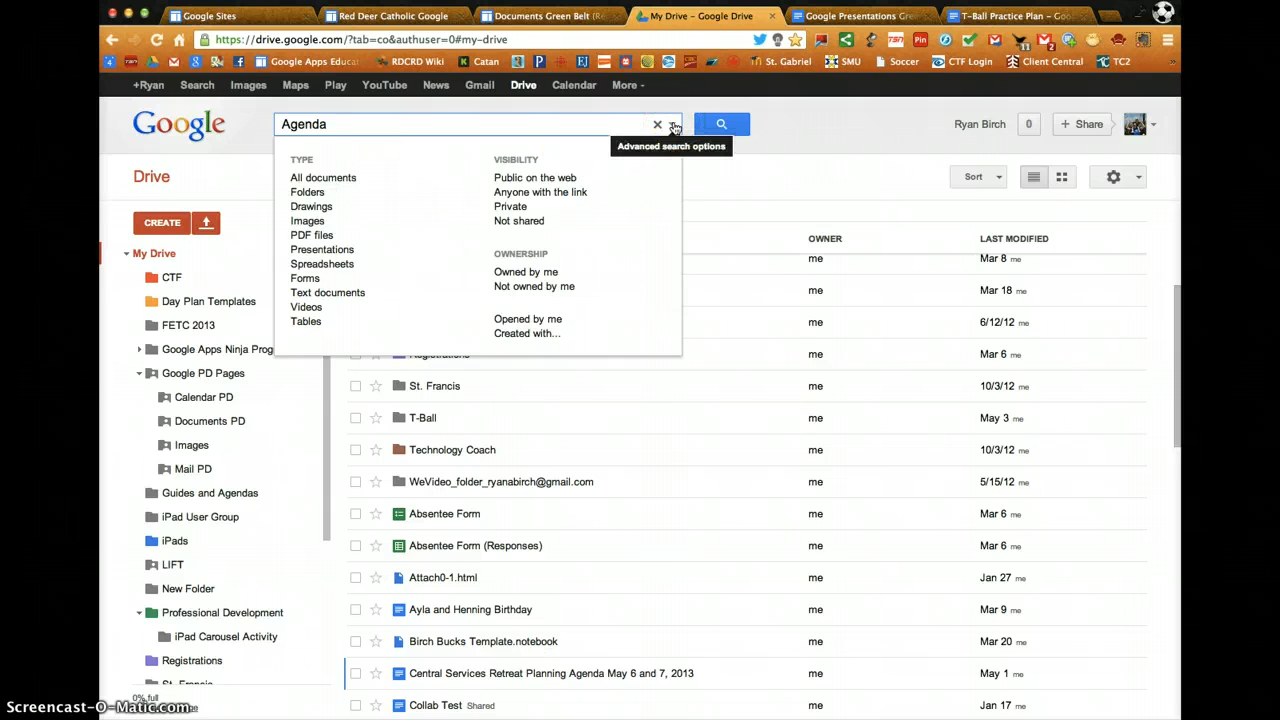 Google Sites
Red Deer Catholic Google
Documents Green Belt (Re
My Drive - Google Drive
Google Presentations Gre
T-Ball Practice Plan - Goo
https://drive.google.com/?tab=co&authuser=0#my-drive
Google Apps Educat
RDCRD Wiki
Catan
St. Gabriel
SMU
Soccer
CTF Login
Client Central
TC2
+Ryan Search Images Maps Play YouTube News Gmail Drive Calendar More
Google
Agenda
Advanced search options
Ryan Birch
0
+ Share
Drive
Sort
CREATE
TYPE
All documents
Folders
Drawings
Images
PDF files
Presentations
Spreadsheets
Forms
Text documents
Videos
Tables
VISIBILITY
Public on the web
Anyone with the link
Private
Not shared
OWNERSHIP
Owned by me
Not owned by me
Opened by me
Created with...
My Drive
CTF
Day Plan Templates
FETC 2013
Google Apps Ninja Prog
Google PD Pages
Calendar PD
Documents PD
Images
Mail PD
Guides and Agendas
iPad User Group
iPads
LIFT
New Folder
Professional Development
iPad Carousel Activity
Registrations
St. Francis
0% full
OWNER LAST MODIFIED
me Mar 8 me
me Mar 18 me
me 6/12/12 me
Registrations me Mar 6 me
St. Francis me 10/3/12 me
T-Ball me May 3 me
Technology Coach me 10/3/12 me
WeVideo_folder_ryanabirch@gmail.com me 5/15/12 me
Absentee Form me Mar 6 me
Absentee Form (Responses) me Mar 6 me
Attach0-1.html me Jan 27 me
Ayla and Henning Birthday me Mar 9 me
Birch Bucks Template.notebook me Mar 20 me
Central Services Retreat Planning Agenda May 6 and 7, 2013 me May 1 me
Collab Test Shared me Jan 17 me
Screencast-O-Matic.com